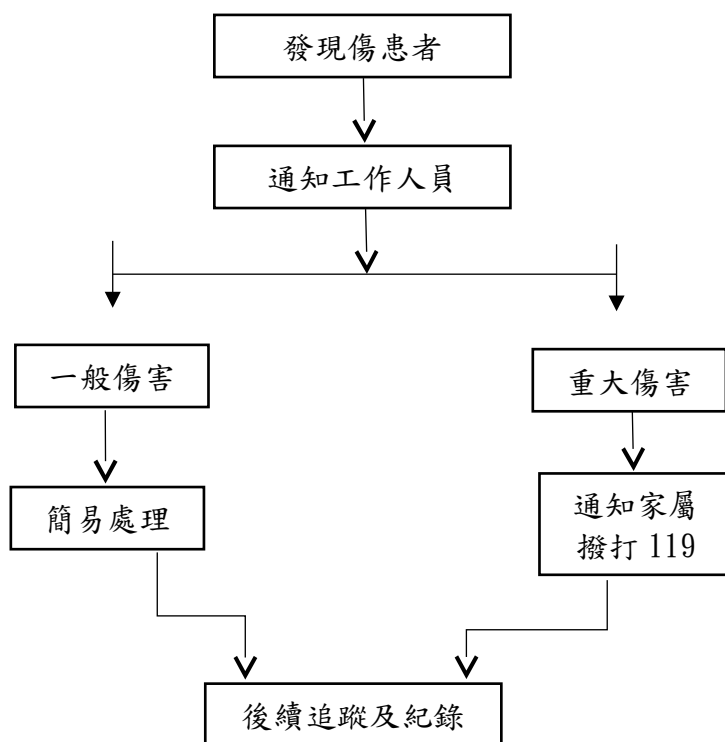 發現傷患者
通知工作人員
一般傷害
重大傷害
簡易處理
通知家屬
撥打 119
後續追蹤及紀錄